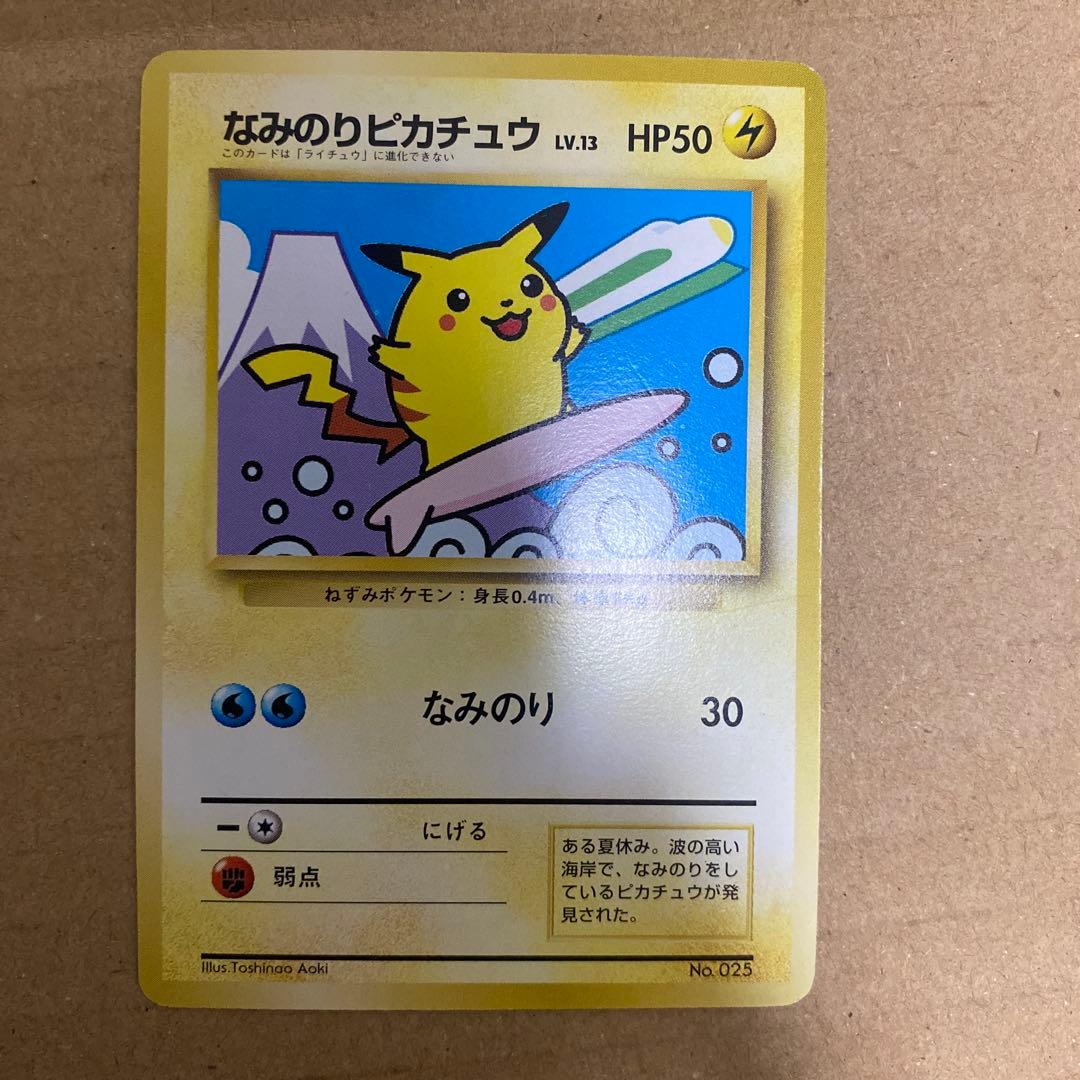 なみのりピカチュウ LV.13 HP50
このカードは「ライチュウ」に進化できない
ねずみポケモン：身長0.4m、
なみのり 30
にげる
弱点
ある夏休み。波の高い
海岸で、なみのりをし
ているピカチュウが発
見された。
Illus.Toshinao Aoki No. 025